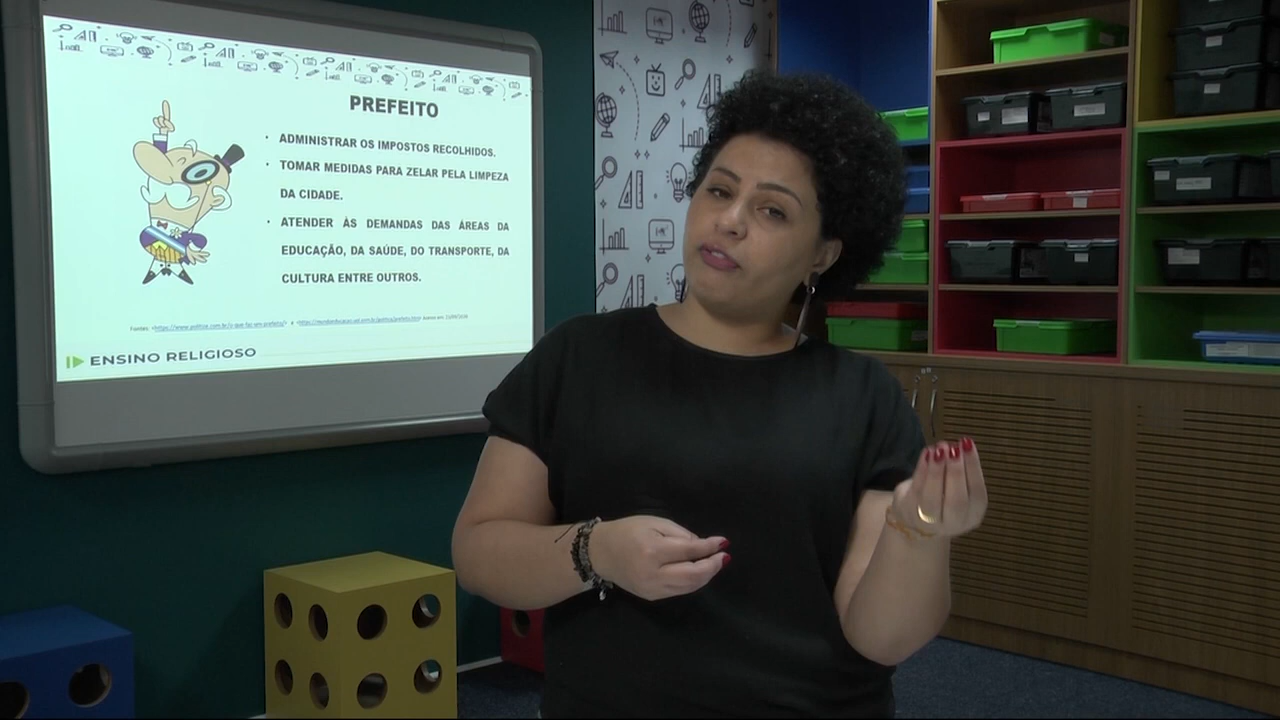 PREFEITO
• ADMINISTRAR OS IMPOSTOS RECOLHIDOS.
• TOMAR MEDIDAS PARA ZELAR PELA LIMPEZA
DA CIDADE.
• ATENDER ÀS DEMANDAS DAS ÁREAS DA
EDUCAÇÃO, DA SAÚDE, DO TRANSPORTE, DA
CULTURA ENTRE OUTROS.
ENSINO RELIGIOSO